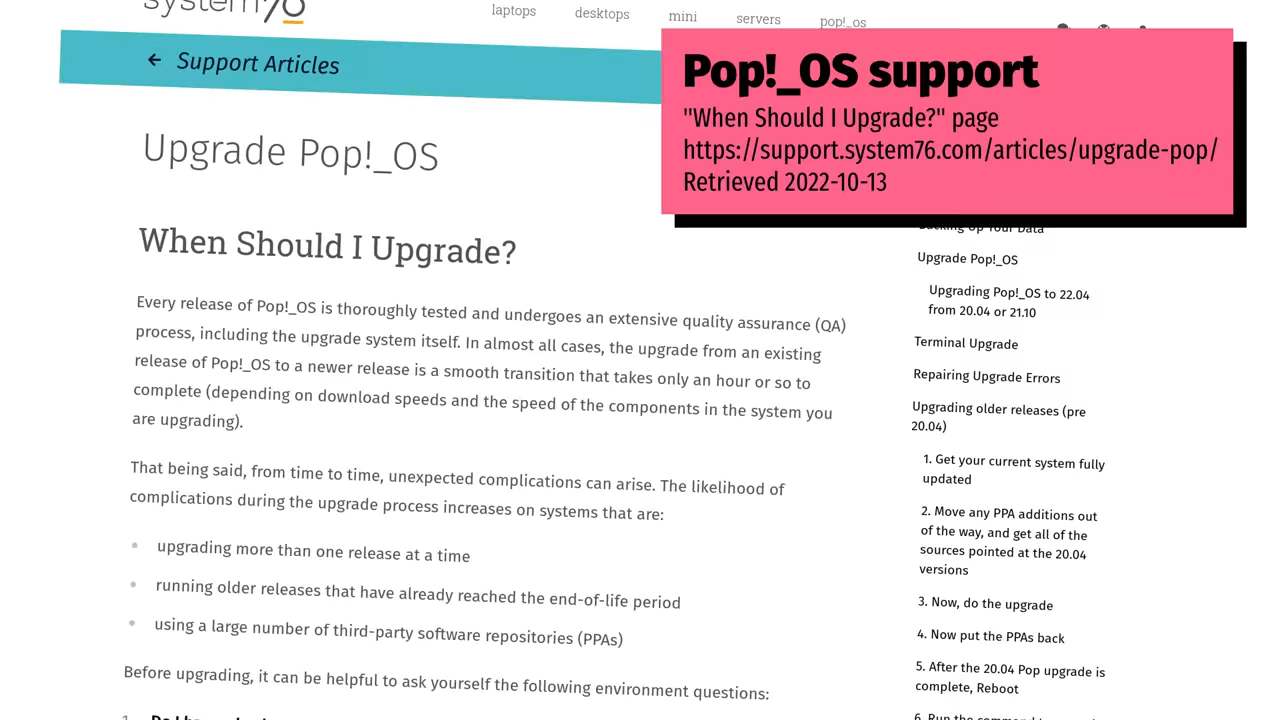 system76
laptops desktops mini servers pop!_os
← Support Articles
Pop!_OS support
"When Should I Upgrade?" page
https://support.system76.com/articles/upgrade-pop/
Retrieved 2022-10-13
Upgrade Pop!_OS
When Should I Upgrade?
Every release of Pop!_OS is thoroughly tested and undergoes an extensive quality assurance (QA)
process, including the upgrade system itself. In almost all cases, the upgrade from an existing
release of Pop!_OS to a newer release is a smooth transition that takes only an hour or so to
complete (depending on download speeds and the speed of the components in the system you
are upgrading).
That being said, from time to time, unexpected complications can arise. The likelihood of
complications during the upgrade process increases on systems that are:
• upgrading more than one release at a time
• running older releases that have already reached the end-of-life period
• using a large number of third-party software repositories (PPAs)
Before upgrading, it can be helpful to ask yourself the following environment questions:
Backing Up Your Data
Upgrade Pop!_OS
Upgrading Pop!_OS to 22.04
from 20.04 or 21.10
Terminal Upgrade
Repairing Upgrade Errors
Upgrading older releases (pre
20.04)
1. Get your current system fully
updated
2. Move any PPA additions out
of the way, and get all of the
sources pointed at the 20.04
versions
3. Now, do the upgrade
4. Now put the PPAs back
5. After the 20.04 Pop upgrade is
complete, Reboot